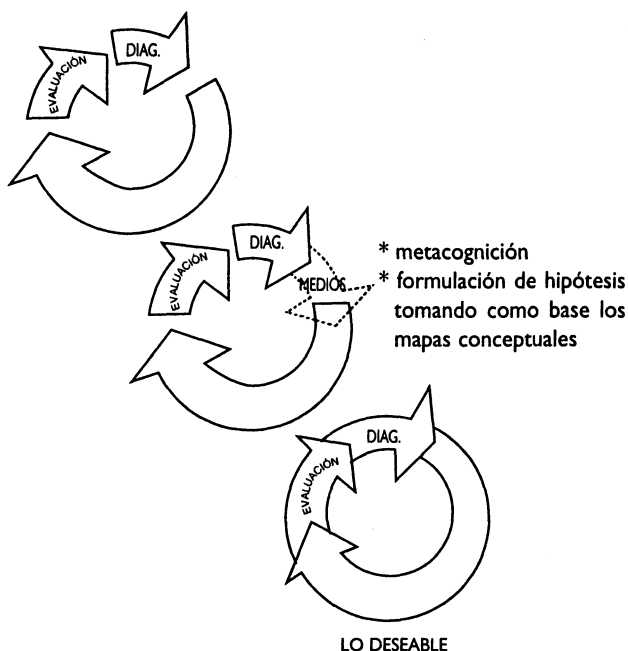 DIAG.
EVALUACIÓN
DIAG.
EVALUACIÓN
MEDIOS
* metacognición
* formulación de hipótesis
tomando como base los
mapas conceptuales
DIAG.
EVALUACIÓN
LO DESEABLE